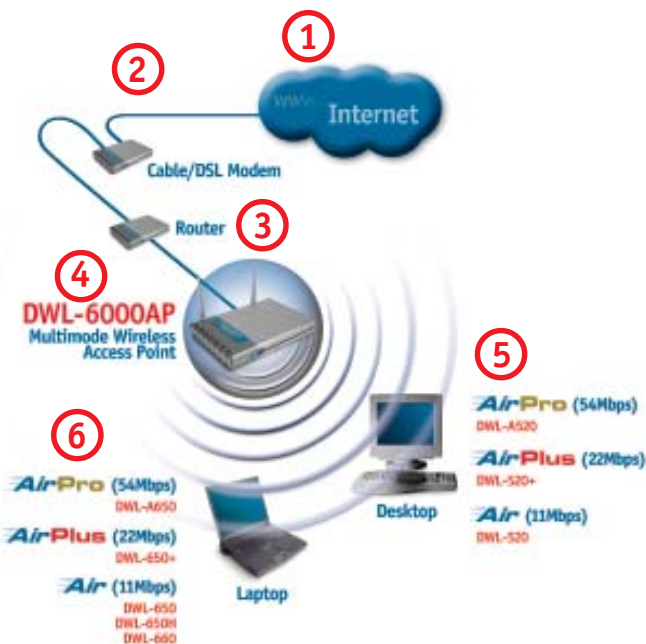 1
2
www
Internet
Cable/DSL Modem
Router
3
4
DWL-6000AP
Multimode Wireless
Access Point
5
AirPro (54Mbps)
DWL-A520
AirPlus (22Mbps)
DWL-520+
Air (11Mbps)
DWL-520
Desktop
6
AirPro (54Mbps)
DWL-A650
AirPlus (22Mbps)
DWL-650+
Air (11Mbps)
DWL-650
DWL-650H
DWL-660
Laptop